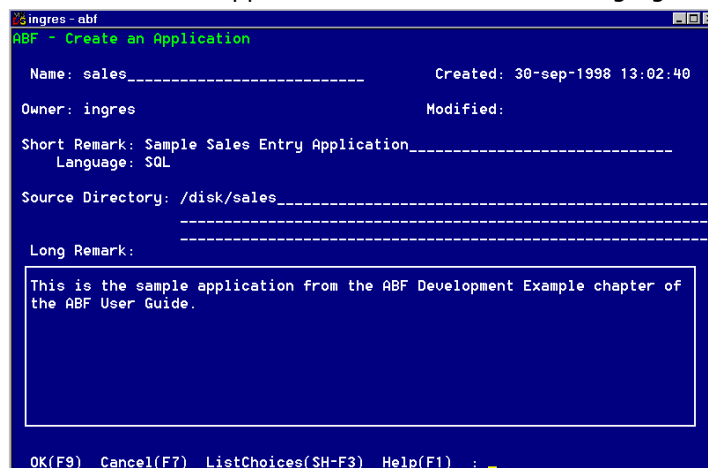 ingres - abf
ABF - Create an Application
Name: sales___________________________ Created: 30-sep-1998 13:02:40
Owner: ingres Modified:
Short Remark: Sample Sales Entry Application______________________________
Language: SQL
Source Directory: /disk/sales_________________________________________________
Long Remark:
This is the sample application from the ABF Development Example chapter of
the ABF User Guide.
OK(F9) Cancel(F7) ListChoices(SH-F3) Help(F1) : _